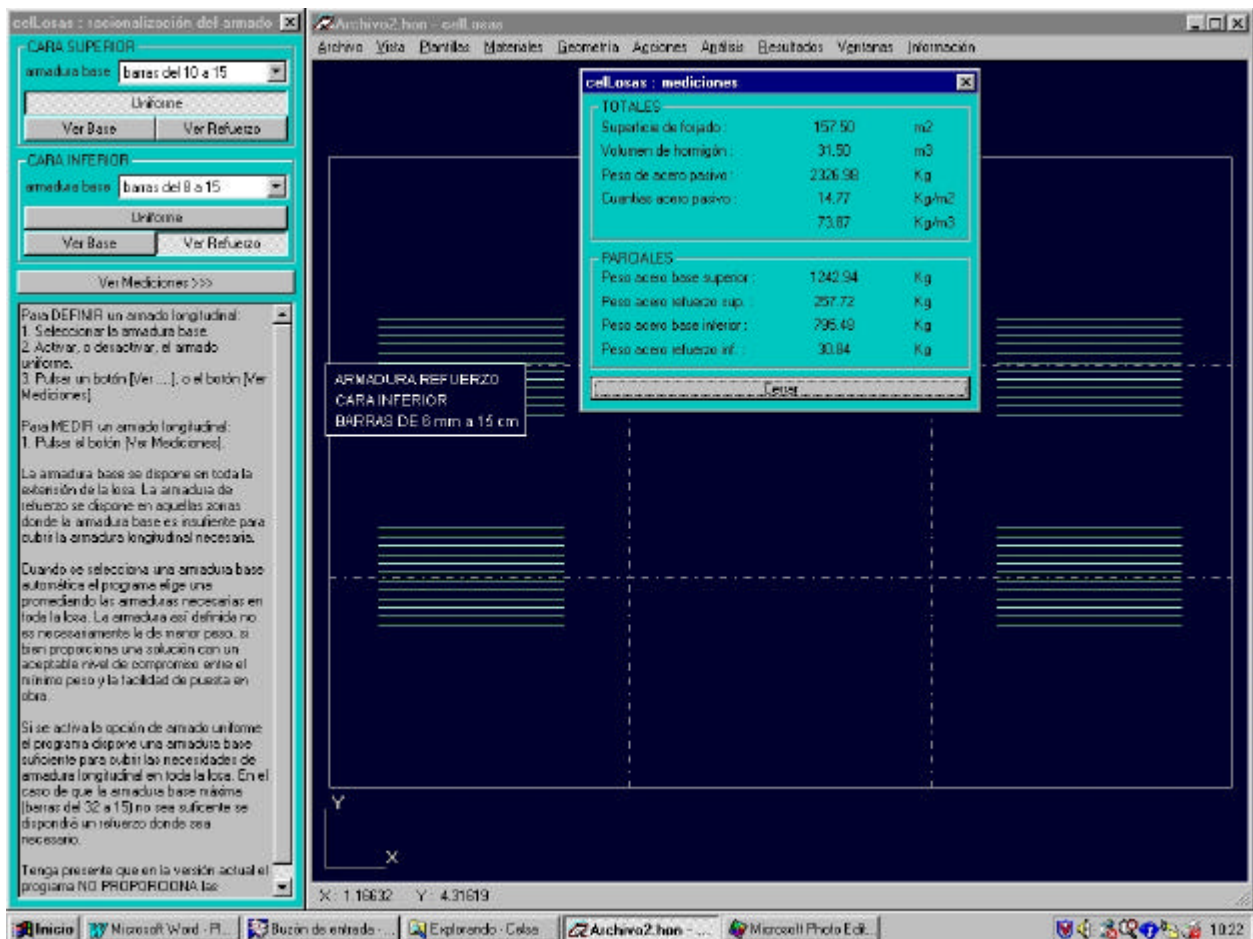 celLosas : racionalización del armado
CARA SUPERIOR
armadura base barras del 10 a 15
Uniforme
Ver Base Ver Refuerzo
CARA INFERIOR
armadura base barras del 8 a 15
Uniforme
Ver Base Ver Refuerzo
Ver Mediciones >>>
Para DEFINIR un armado longitudinal:
1. Seleccionar la armadura base.
2. Activar, o desactivar, el armado
uniforme.
3. Pulsar un botón [Ver ....], o el botón [Ver
Mediciones]
Para MEDIR un armado longitudinal:
1. Pulsar el botón [Ver Mediciones].
La armadura base se dispone en toda la
extensión de la losa. La armadura de
refuerzo se dispone en aquellas zonas
donde la armadura base es insufiente para
cubrir la armadura longitudinal necesaria.
Cuando se selecciona una armadura base
automática el programa elige una
promediando las armaduras necesarias en
toda la losa. La armadura así definida no
es necesariamente la de menor peso, si
bien proporciona una solución con un
aceptable nivel de compromiso entre el
mínimo peso y la facilidad de puesta en
obra.
Si se activa la opción de armado uniforme
el programa dispone una armadura base
suficiente para cubrir las necesidades de
armadura longitudinal en toda la losa. En el
caso de que la armadura base máxima
(barras del 32 a 15) no sea suficente se
dispondrá un refuerzo donde sea
necesario.
Tenga presente que en la versión actual el
programa NO PROPORCIONA las
Archivo2.hon - celLosas
Archivo Vista Plantillas Materiales Geometría Acciones Análisis Resultados Ventanas Información
celLosas : mediciones
TOTALES
Superficie de forjado : 157.50 m2
Volumen de hormigón : 31.50 m3
Peso de acero pasivo : 2326.98 Kg
Cuantías acero pasivo : 14.77 Kg/m2
73.87 Kg/m3
PARCIALES
Peso acero base superior : 1242.94 Kg
Peso acero refuerzo sup. : 257.72 Kg
Peso acero base inferior : 795.48 Kg
Peso acero refuerzo inf. : 30.84 Kg
Cerrar
ARMADURA REFUERZO
CARA INFERIOR
BARRAS DE 6 mm a 15 cm
Y
X
X : 1.16632 Y : 4.31619
Inicio Microsoft Word - Pl... Buzón de entrada - ... Explorando - Celsa Archivo2.hon - ... Microsoft Photo Edi... 10:22